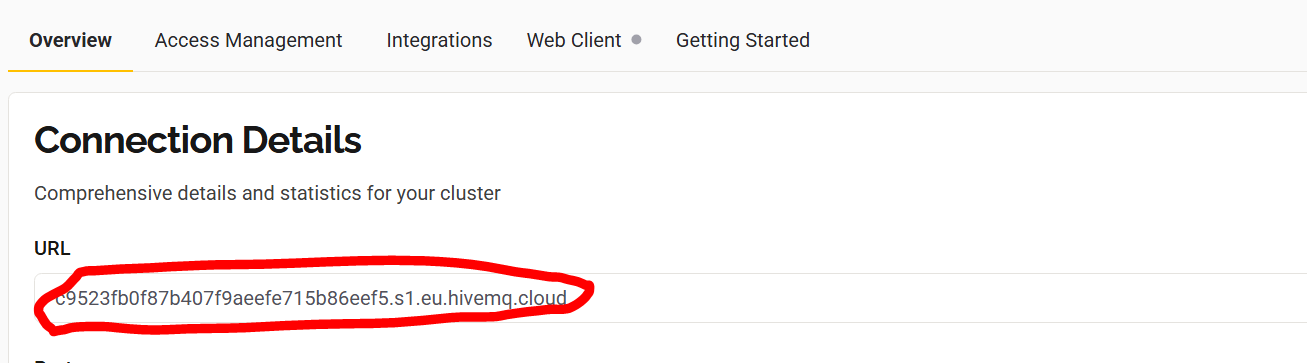 Overview Access Management Integrations Web Client Getting Started
Connection Details
Comprehensive details and statistics for your cluster
URL
c9523fb0f87b407f9aeefe715b86eef5.s1.eu.hivemq.cloud